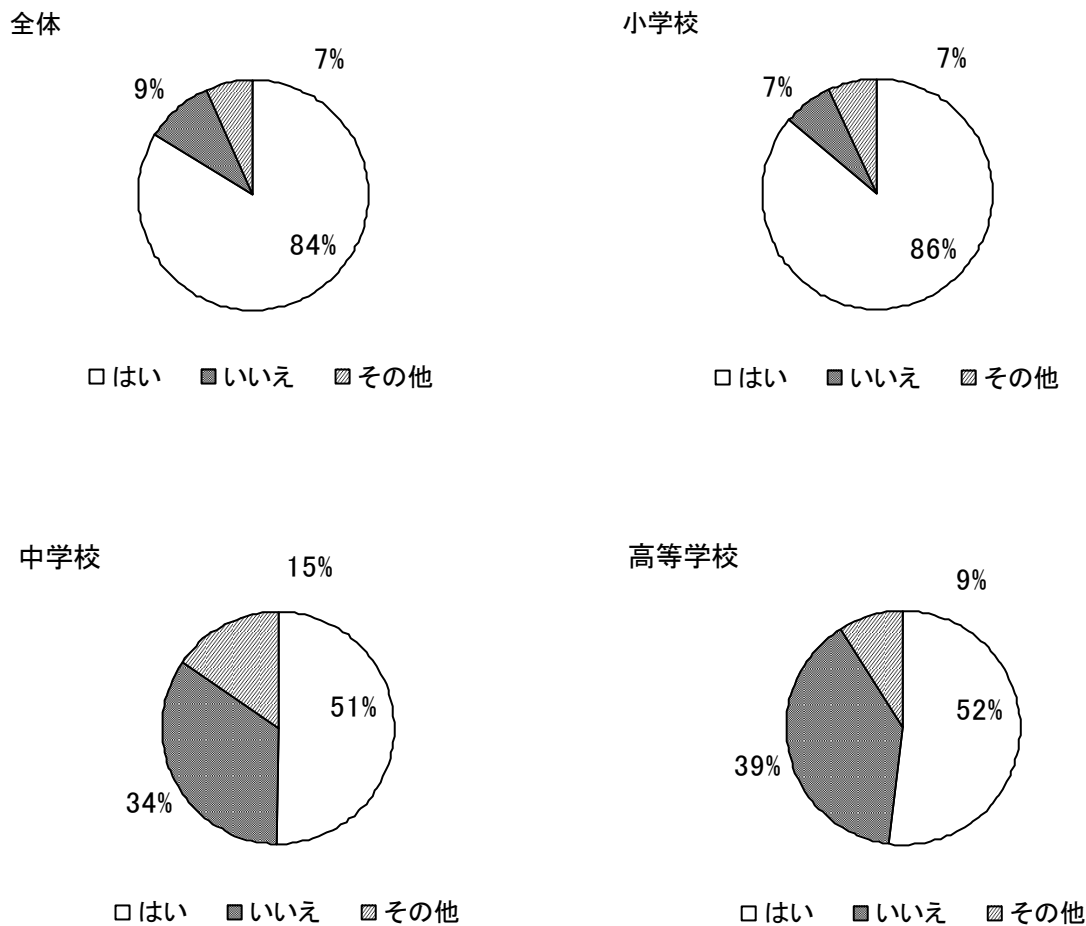 全体
7%
9%
84%
□ はい ■ いいえ ▨ その他
小学校
7%
7%
86%
□ はい ■ いいえ ▨ その他
中学校
15%
51%
34%
□ はい ■ いいえ ▨ その他
高等学校
9%
52%
39%
□ はい ■ いいえ ▨ その他